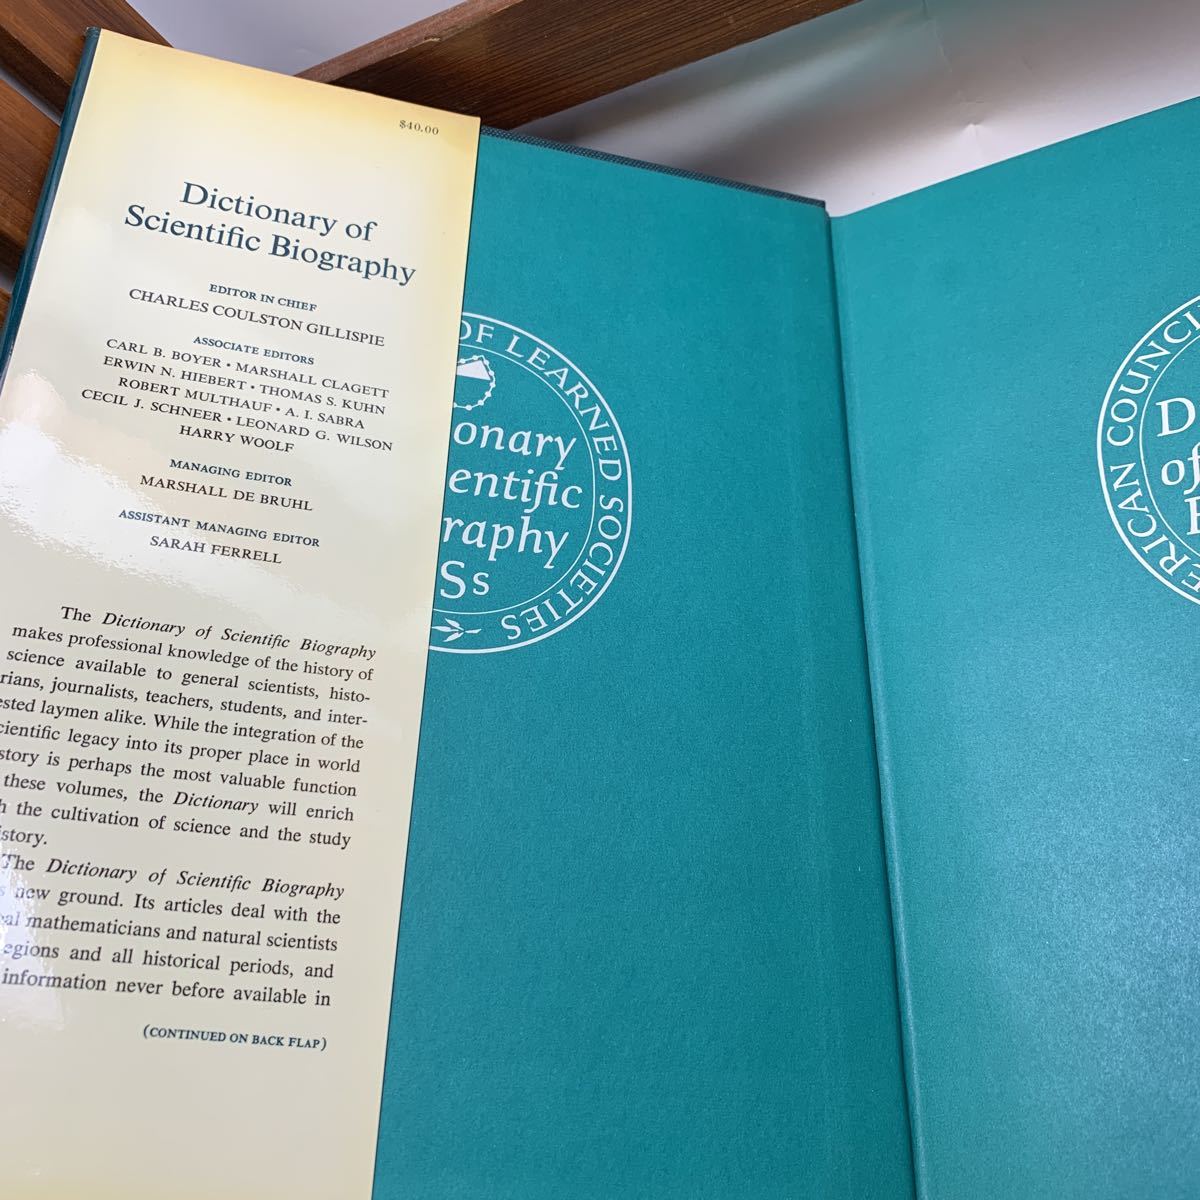 $40.00
Dictionary of
Scientific Biography
EDITOR IN CHIEF
CHARLES COULSTON GILLISPIE
ASSOCIATE EDITORS
CARL B. BOYER • MARSHALL CLAGETT
ERWIN N. HIEBERT • THOMAS S. KUHN
ROBERT MULTHAUF • A. I. SABRA
CECIL J. SCHNEER • LEONARD G. WILSON
HARRY WOOLF
MANAGING EDITOR
MARSHALL DE BRUHL
ASSISTANT MANAGING EDITOR
SARAH FERRELL
The Dictionary of Scientific Biography
makes professional knowledge of the history of
science available to general scientists, histo-
rians, journalists, teachers, students, and inter-
ested laymen alike. While the integration of the
cientific legacy into its proper place in world
story is perhaps the most valuable function
these volumes, the Dictionary will enrich
h the cultivation of science and the study
istory.
The Dictionary of Scientific Biography
s new ground. Its articles deal with the
al mathematicians and natural scientists
egions and all historical periods, and
information never before available in
(CONTINUED ON BACK FLAP)
OF LEARNED SOCIETIES
onary
entific
raphy
Ss
ERICAN COUNCI
D
of